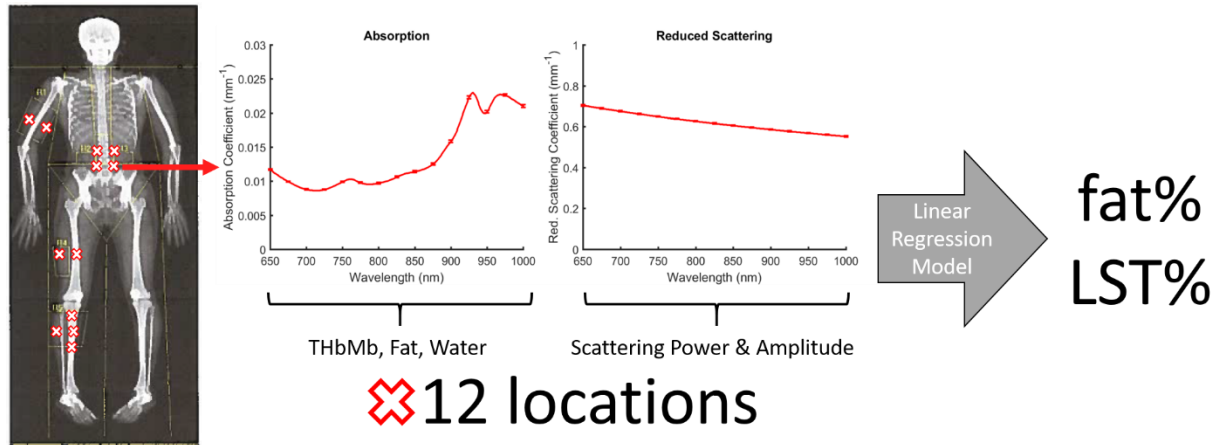 R1
R4
Absorption
Absorption Coefficient (mm⁻¹)
0.03
0.025
0.02
0.015
0.01
0.005
0
650 700 750 800 850 900 950 1000
Wavelength (nm)
THbMb, Fat, Water
Reduced Scattering
Red. Scattering Coefficient (mm⁻¹)
1
0.8
0.6
0.4
0.2
0
650 700 750 800 850 900 950 1000
Wavelength (nm)
Scattering Power & Amplitude
12 locations
Linear
Regression
Model
fat%
LST%